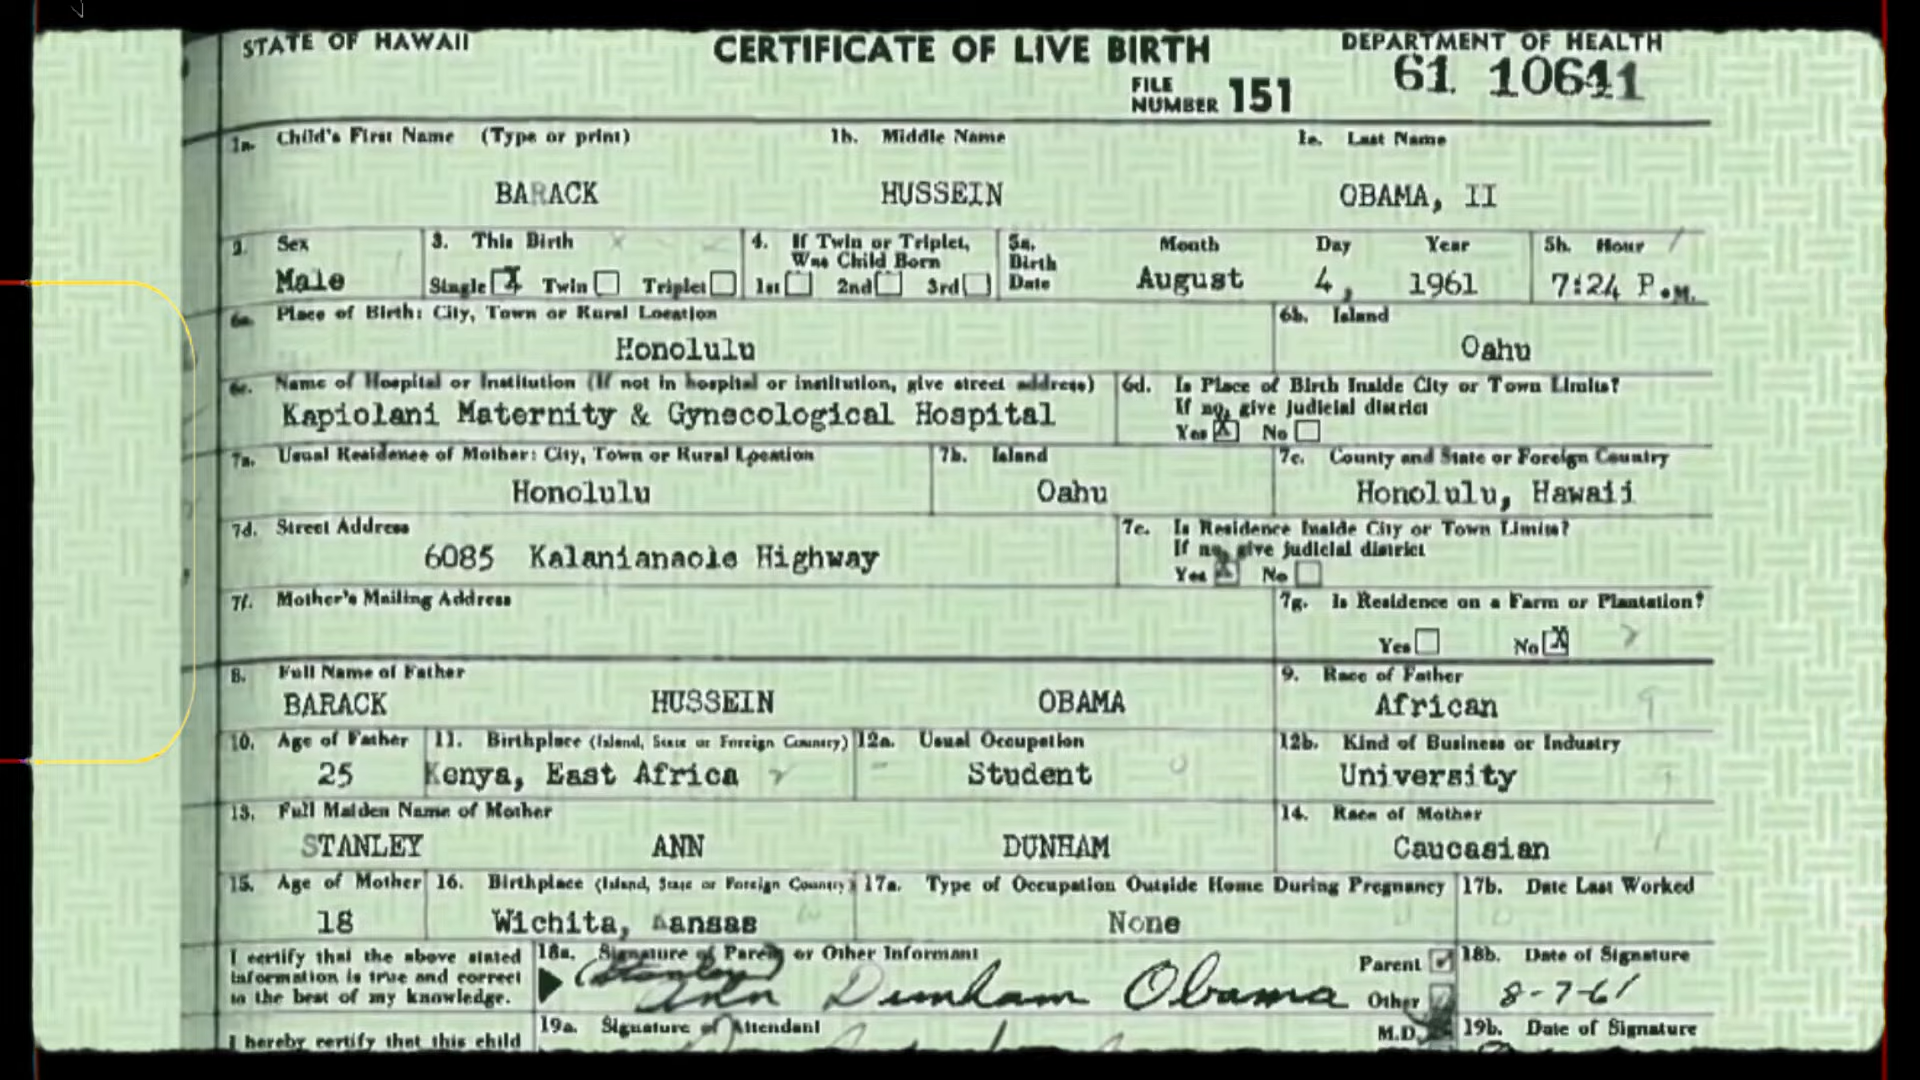 STATE OF HAWAII
CERTIFICATE OF LIVE BIRTH
DEPARTMENT OF HEALTH
FILE NUMBER 151
61 10641
1a. Child's First Name (Type or print)
1b. Middle Name
1c. Last Name
BARACK
HUSSEIN
OBAMA, II
2. Sex
Male
3. This Birth
Single X Twin Triplet
4. If Twin or Triplet,
Was Child Born
1st 2nd 3rd
5a. Birth Date
Month Day Year
August 4, 1961
5b. Hour
7:24 P.M.
6a. Place of Birth: City, Town or Rural Location
Honolulu
6b. Island
Oahu
6c. Name of Hospital or Institution (If not in hospital or institution, give street address)
Kapiolani Maternity & Gynecological Hospital
6d. Is Place of Birth Inside City or Town Limits?
If no, give judicial district
Yes X No
7a. Usual Residence of Mother: City, Town or Rural Location
Honolulu
7b. Island
Oahu
7c. County and State or Foreign Country
Honolulu, Hawaii
7d. Street Address
6085 Kalanianaole Highway
7e. Is Residence Inside City or Town Limits?
If no, give judicial district
Yes X No
7f. Mother's Mailing Address
7g. Is Residence on a Farm or Plantation?
Yes No X
8. Full Name of Father
BARACK HUSSEIN OBAMA
9. Race of Father
African
10. Age of Father
25
11. Birthplace (Island, State or Foreign Country)
Kenya, East Africa
12a. Usual Occupation
Student
12b. Kind of Business or Industry
University
13. Full Maiden Name of Mother
STANLEY ANN DUNHAM
14. Race of Mother
Caucasian
15. Age of Mother
18
16. Birthplace (Island, State or Foreign Country)
Wichita, Kansas
17a. Type of Occupation Outside Home During Pregnancy
None
17b. Date Last Worked
I certify that the above stated
information is true and correct
to the best of my knowledge.
18a. Signature of Parent or Other Informant
(Stanley) Ann Dunham Obama
Parent
Other
18b. Date of Signature
8-7-61
I hereby certify that this child
19a. Signature of Attendant
M.D.
19b. Date of Signature